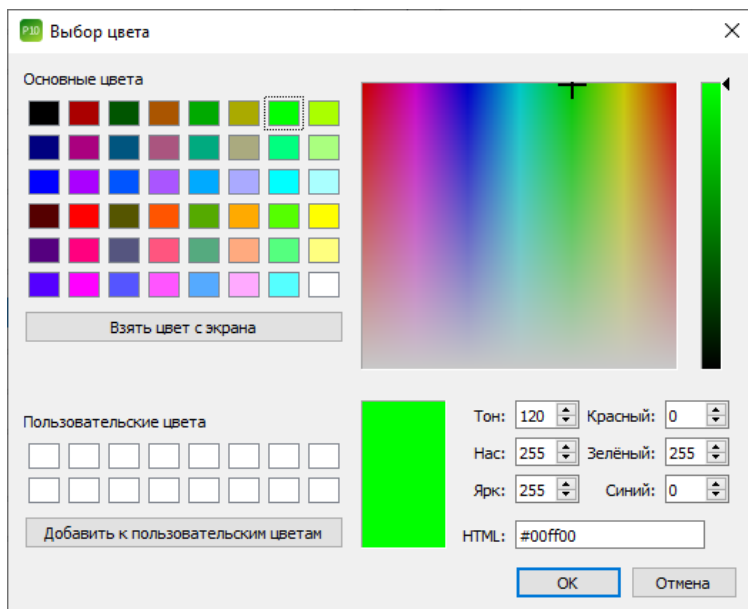 P10 Выбор цвета
Основные цвета
Взять цвет с экрана
Пользовательские цвета
Добавить к пользовательским цветам
Тон: 120 Красный: 0
Нас: 255 Зелёный: 255
Ярк: 255 Синий: 0
HTML: #00ff00
OK Отмена